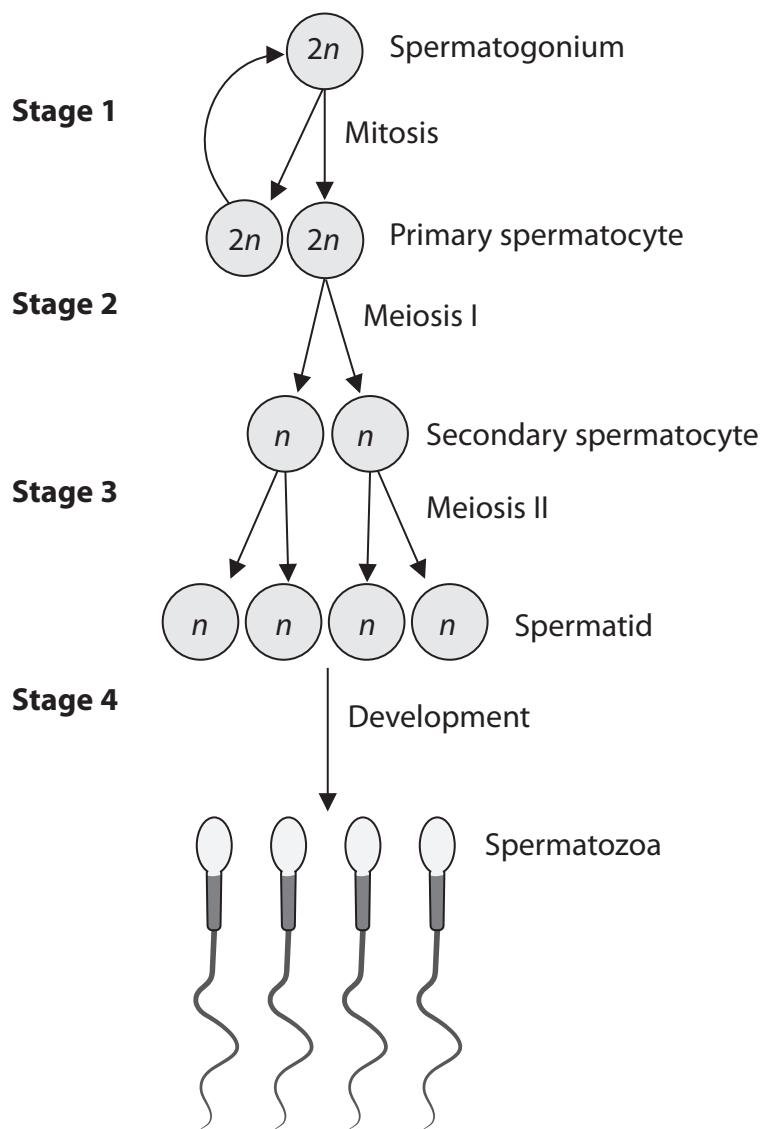 2n Spermatogonium
Stage 1
Mitosis
2n 2n Primary spermatocyte
Stage 2
Meiosis I
n n Secondary spermatocyte
Stage 3
Meiosis II
n n n n Spermatid
Stage 4
Development
Spermatozoa